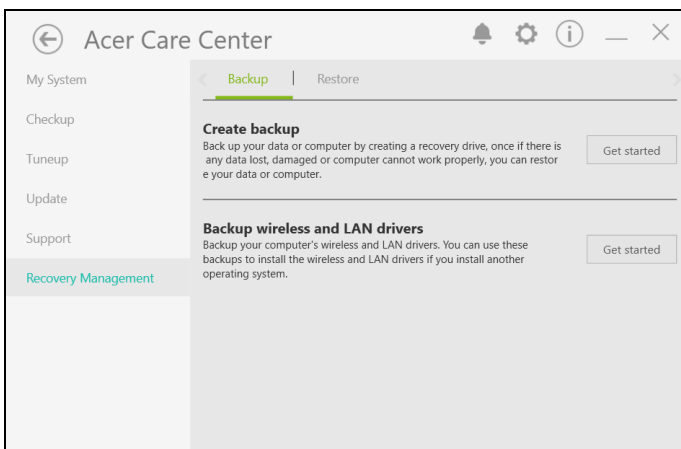 Acer Care Center
My System
Checkup
Tuneup
Update
Support
Recovery Management
Backup
Restore
Create backup
Back up your data or computer by creating a recovery drive, once if there is
any data lost, damaged or computer cannot work properly, you can restor
e your data or computer.
Get started
Backup wireless and LAN drivers
Backup your computer's wireless and LAN drivers. You can use these
backups to install the wireless and LAN drivers if you install another
operating system.
Get started